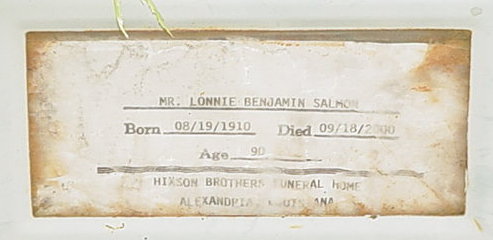 MR. LONNIE BENJAMIN SALMON
Born 08/19/1910 Died 09/18/2000
Age 90
HIXSON BROTHERS FUNERAL HOME
ALEXANDRIA, LOUISIANA